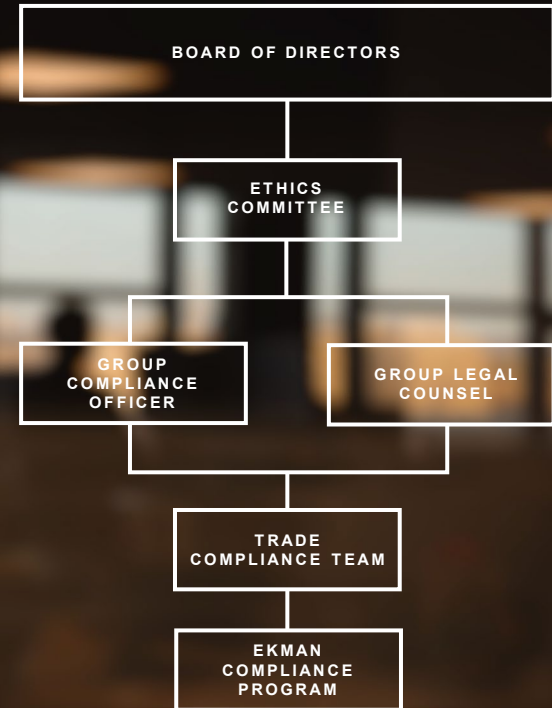 BOARD OF DIRECTORS
ETHICS
COMMITTEE
GROUP
COMPLIANCE
OFFICER
GROUP LEGAL
COUNSEL
TRADE
COMPLIANCE TEAM
EKMAN
COMPLIANCE
PROGRAM